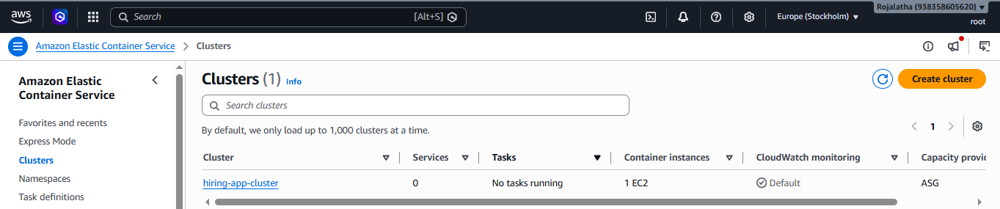 aws Search [Alt+S] Europe (Stockholm) ▼ Rojalatha (938358605620) ▼
root
Amazon Elastic Container Service > Clusters
Amazon Elastic
Container Service
Favorites and recents
Express Mode
Clusters
Namespaces
Task definitions
Clusters (1) Info
Create cluster
Search clusters
By default, we only load up to 1,000 clusters at a time.
1
Cluster Services Tasks Container instances CloudWatch monitoring Capacity provic
hiring-app-cluster 0 No tasks running 1 EC2 Default ASG